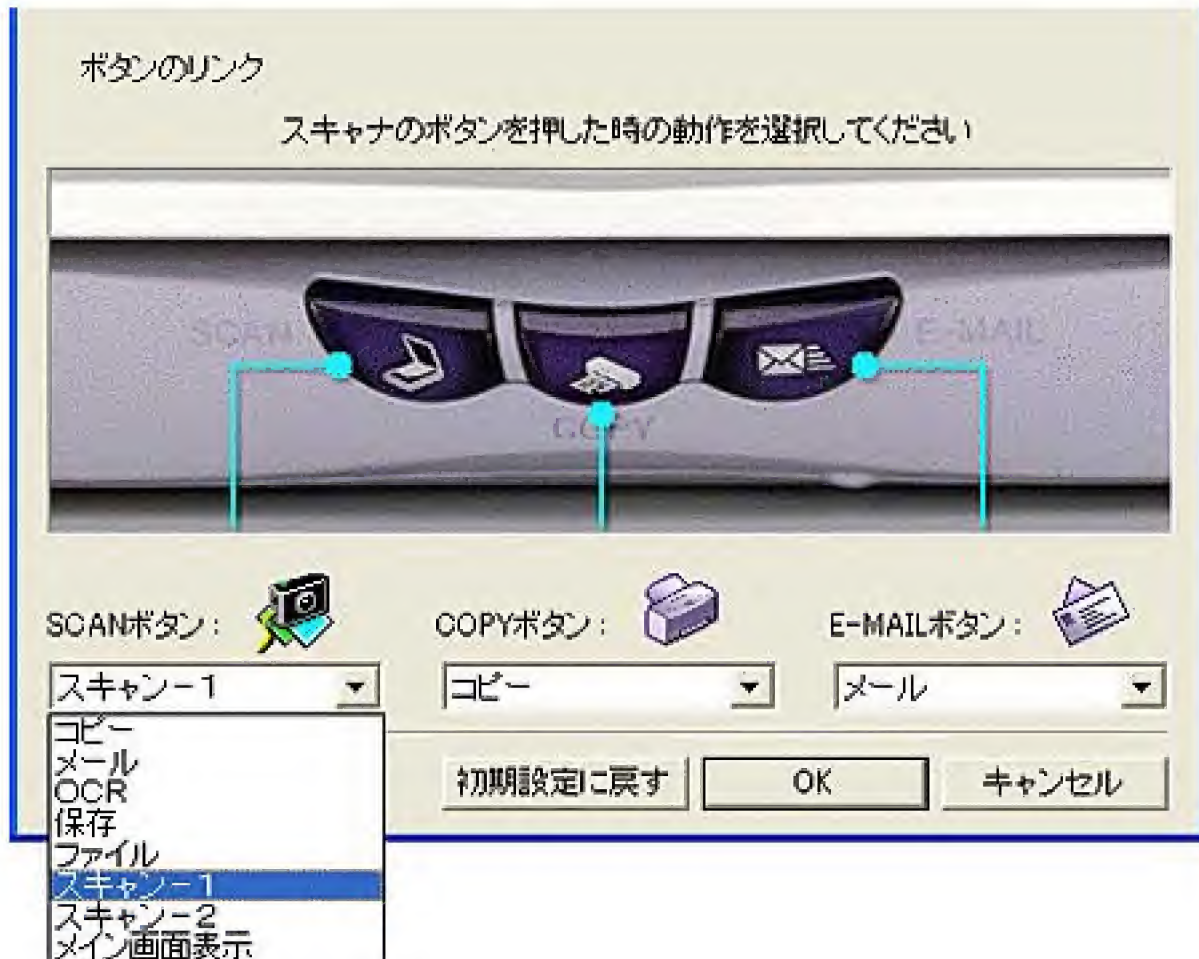 ボタンのリンク
スキャナのボタンを押した時の動作を選択してください
SCAN
E-MAIL
COPY
SCANボタン:
COPYボタン:
E-MAILボタン:
スキャン-1
コピー
メール
コピー
メール
OCR
保存
ファイル
スキャン-1
スキャン-2
メイン画面表示
初期設定に戻す
OK
キャンセル